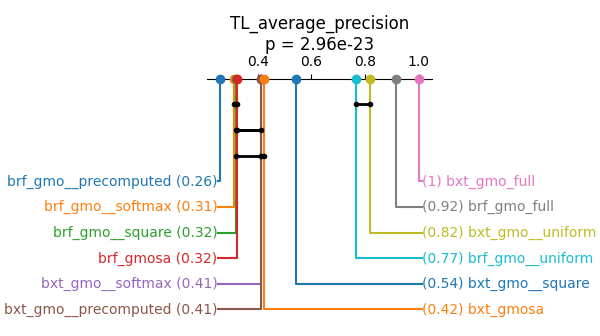 TL_average_precision
p = 2.96e-23
0.4 0.6 0.8 1.0
brf_gmo__precomputed (0.26) (1) bxt_gmo_full
brf_gmo__softmax (0.31) (0.92) brf_gmo_full
brf_gmo__square (0.32) (0.82) bxt_gmo__uniform
brf_gmosa (0.32) (0.77) brf_gmo__uniform
bxt_gmo__softmax (0.41) (0.54) bxt_gmo__square
bxt_gmo__precomputed (0.41) (0.42) bxt_gmosa